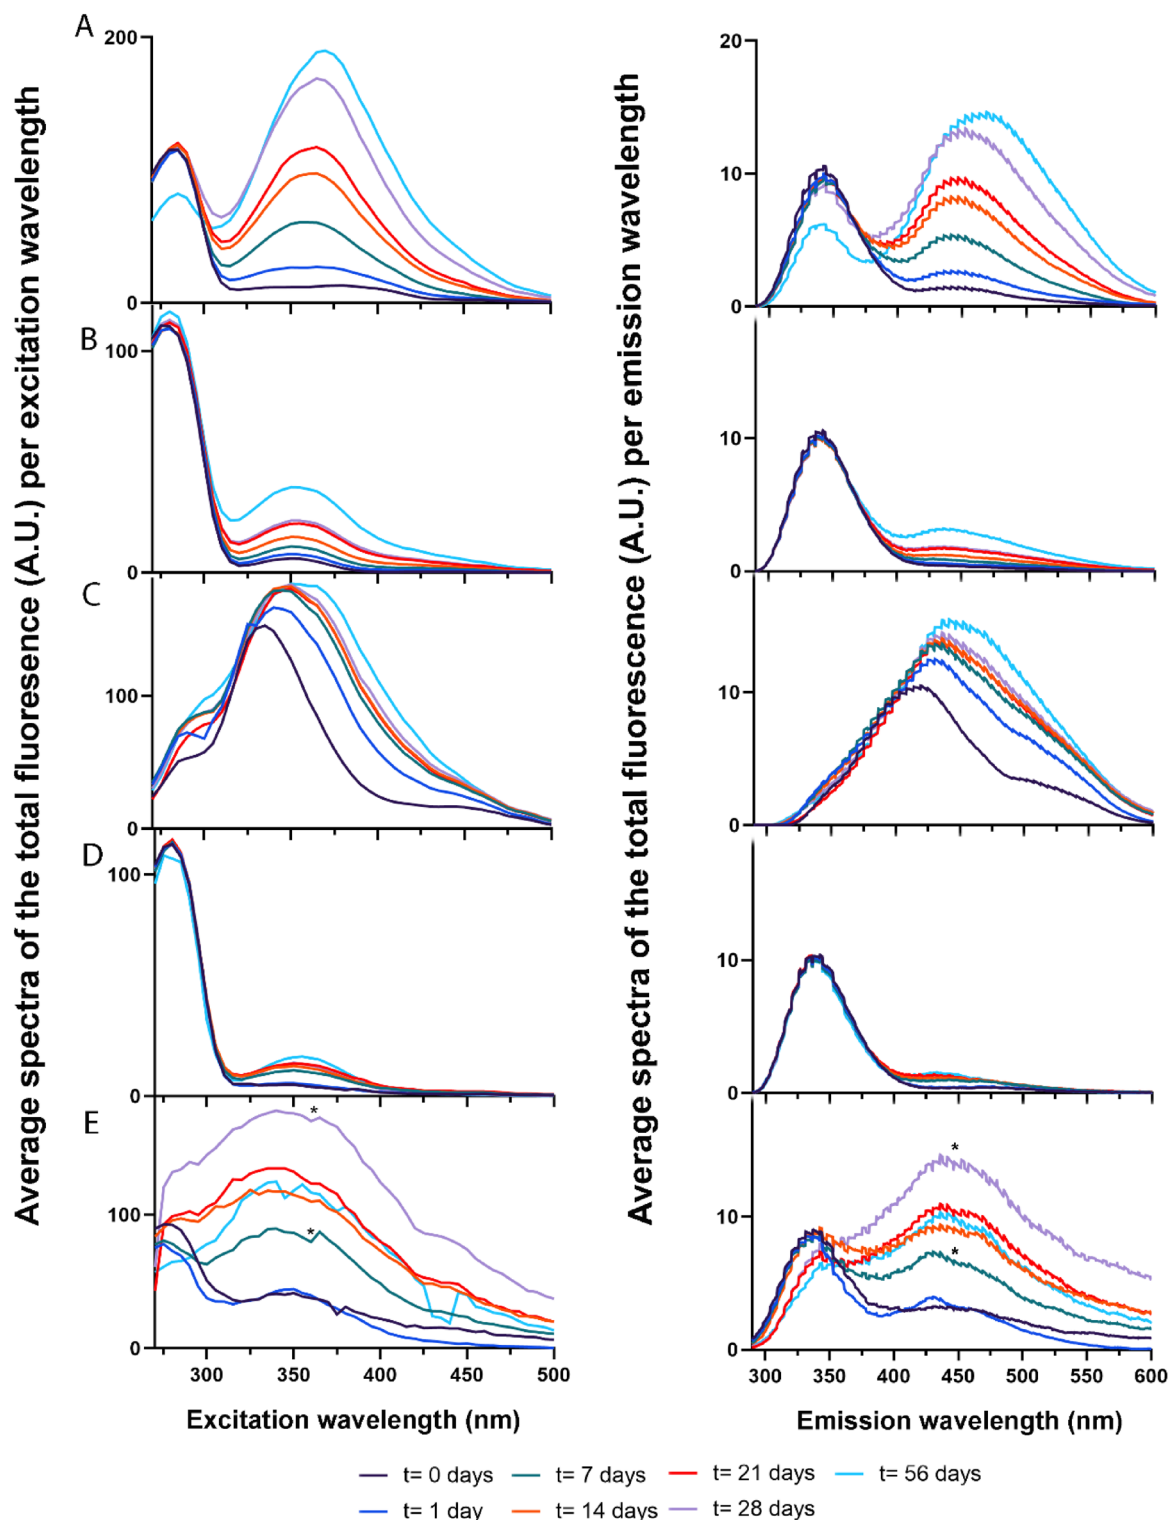 Average spectra of the total fluoresence (A.U.) per excitation wavelength
Average spectra of the total fluorescence (A.U.) per emission wavelength
A
200
0
20
10
0
B
100
0
10
0
C
100
0
10
0
D
100
0
10
0
E
*
*
100
0
*
*
10
0
300 350 400 450 500
300 350 400 450 500 550 600
Excitation wavelength (nm)
Emission wavelength (nm)
t= 0 days t= 7 days t= 21 days t= 56 days
t= 1 day t= 14 days t= 28 days